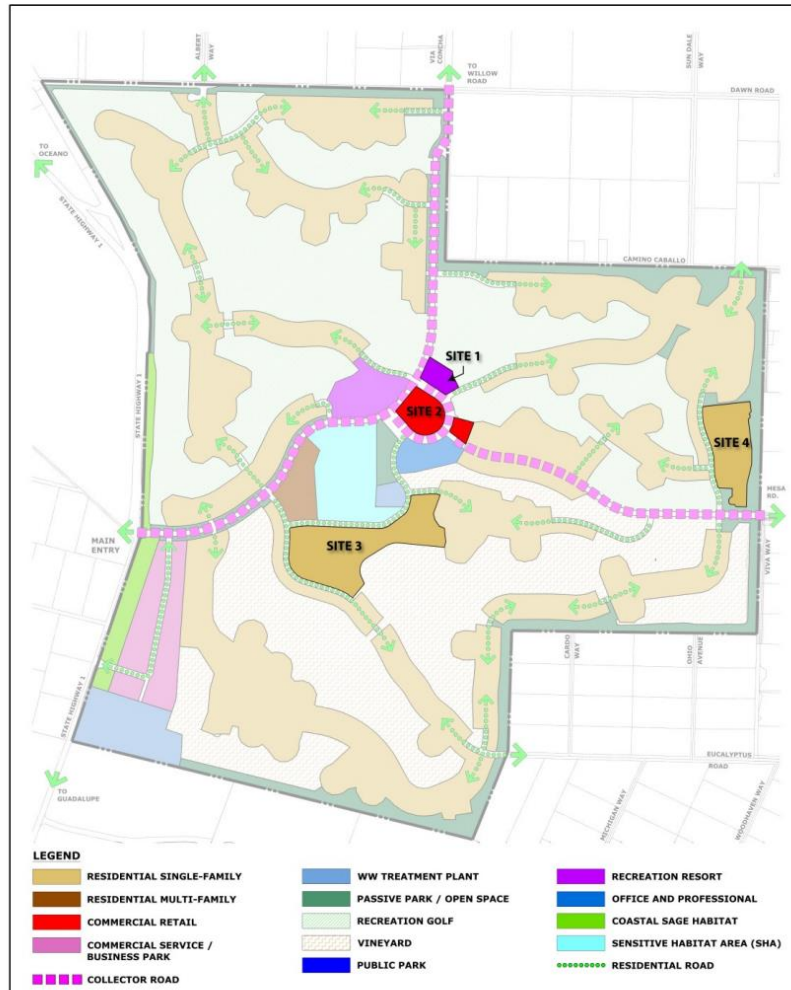 ALBERT
WAY
VIA
CONCHA
TO
WILLOW
ROAD
SUN DALE
WAY
DAWN ROAD
TO
OCEANO
STATE HIGHWAY 1
CAMINO CABALLO
SITE 1
STATE HIGHWAY 1
SITE 2
SITE 4
MESA
RD.
MAIN
ENTRY
SITE 3
VIVA WAY
CARDO
WAY
OHIO
AVENUE
STATE HIGHWAY 1
EUCALYPTUS
ROAD
TO
GUADALUPE
MICHIGAN WAY
WOODHAVEN WAY
LEGEND
RESIDENTIAL SINGLE-FAMILY
RESIDENTIAL MULTI-FAMILY
COMMERCIAL RETAIL
COMMERCIAL SERVICE /
BUSINESS PARK
COLLECTOR ROAD
WW TREATMENT PLANT
PASSIVE PARK / OPEN SPACE
RECREATION GOLF
VINEYARD
PUBLIC PARK
RECREATION RESORT
OFFICE AND PROFESSIONAL
COASTAL SAGE HABITAT
SENSITIVE HABITAT AREA (SHA)
RESIDENTIAL ROAD